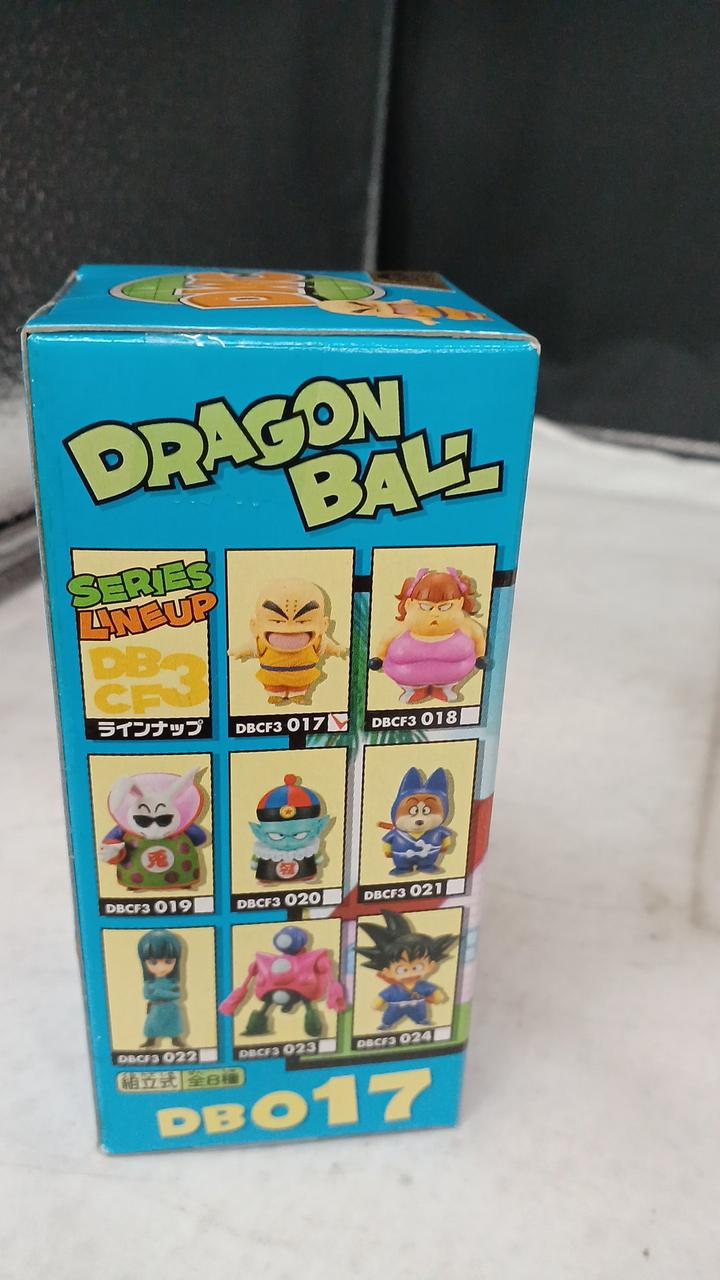 DRAGON
BALL
SERIES
LINEUP
DB
CF3
ラインナップ
DBCF3 017
DBCF3 018
兎
DBCF3 019
DBCF3 020
DBCF3 021
DBCF3 022
DBCF3 023
DBCF3 024
組立式 全8種
DB017